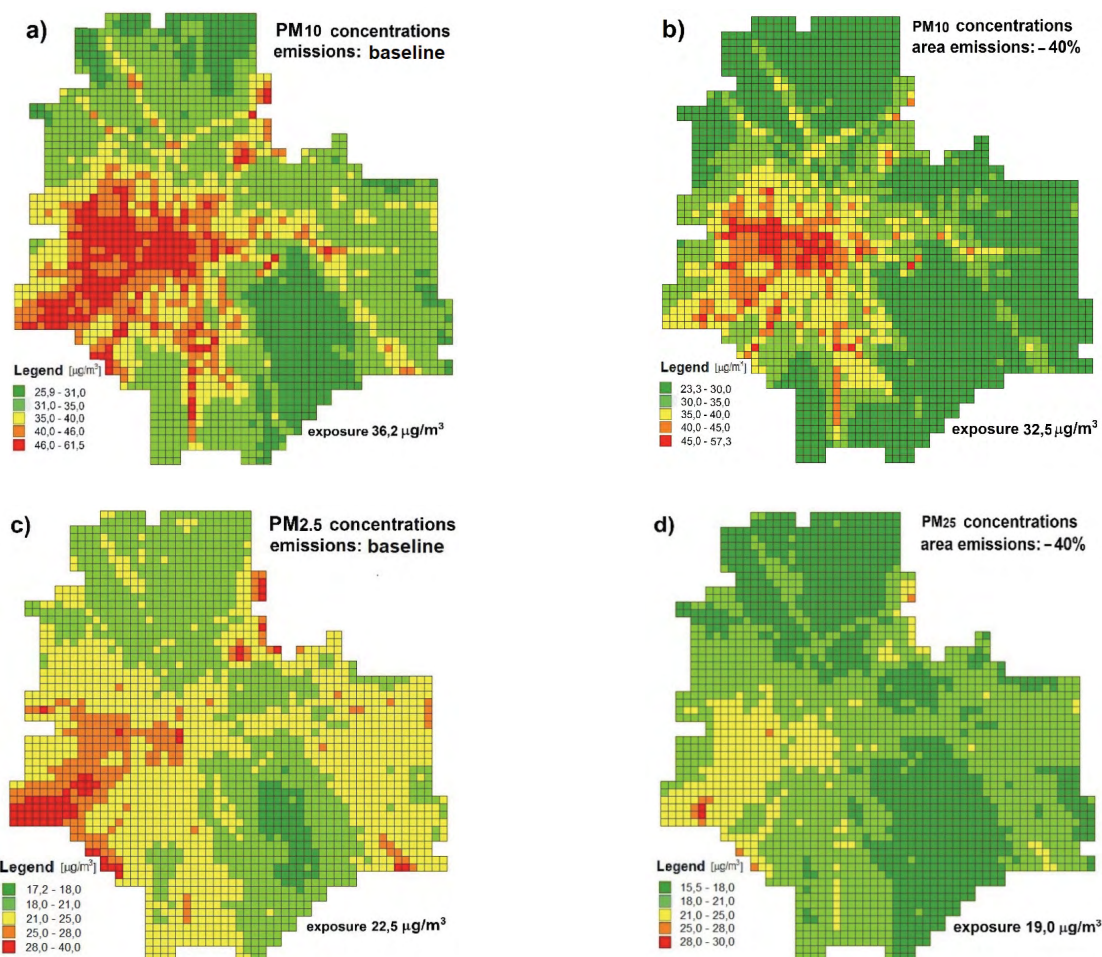 a)
PM10 concentrations
emissions: baseline
Legend [µg/m³]
25,9 - 31,0
31,0 - 35,0
35,0 - 40,0
40,0 - 46,0
46,0 - 61,5
exposure 36,2 µg/m³
b)
PM10 concentrations
area emissions: – 40%
Legend [µg/m³]
23,3 - 30,0
30,0 - 35,0
35,0 - 40,0
40,0 - 45,0
45,0 - 57,3
exposure 32,5 µg/m³
c)
PM2.5 concentrations
emissions: baseline
Legend [µg/m³]
17,2 - 18,0
18,0 - 21,0
21,0 - 25,0
25,0 - 28,0
28,0 - 40,0
exposure 22,5 µg/m³
d)
PM25 concentrations
area emissions: – 40%
Legend [µg/m³]
15,5 - 18,0
18,0 - 21,0
21,0 - 25,0
25,0 - 28,0
28,0 - 30,0
exposure 19,0 µg/m³